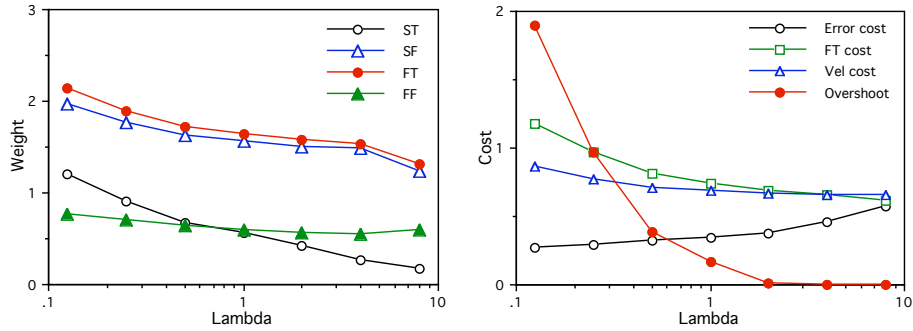 3
2
1
0
Weight
.1
1
10
Lambda
ST
SF
FT
FF
2
1
0
Cost
.1
1
10
Lambda
Error cost
FT cost
Vel cost
Overshoot